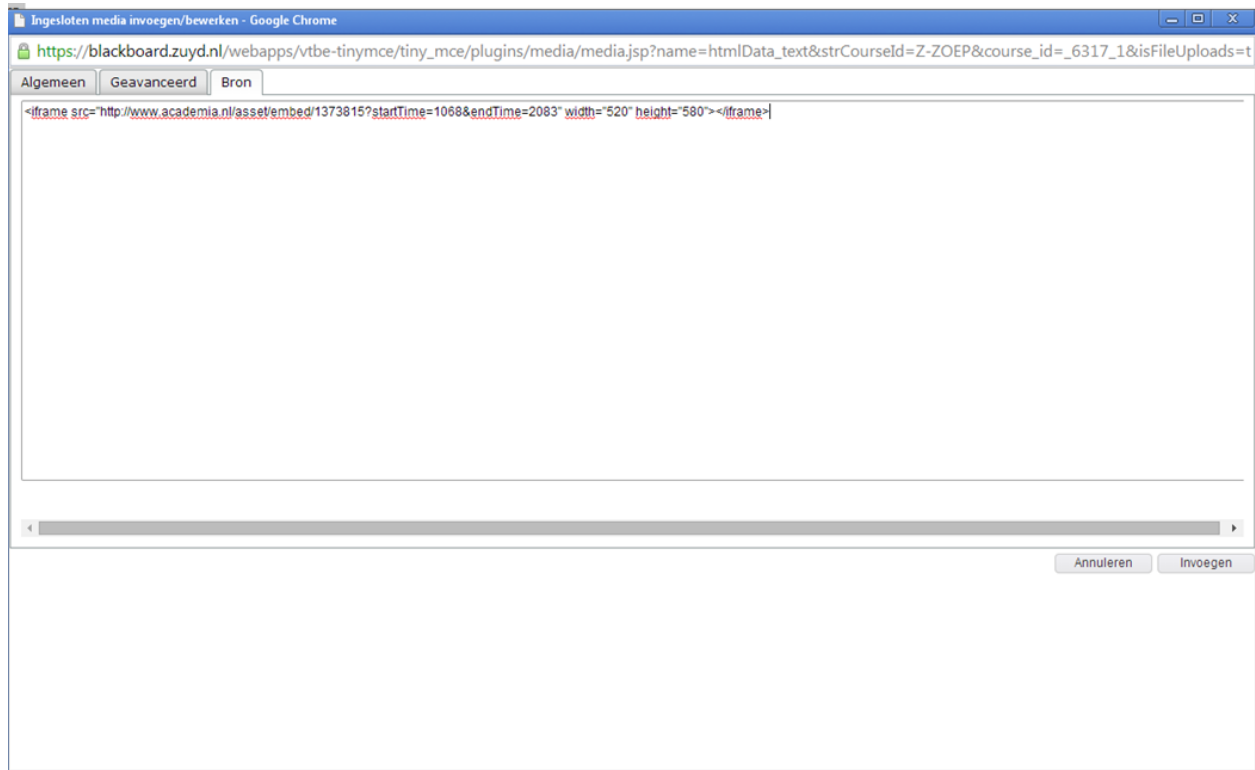 Ingesloten media invoegen/bewerken - Google Chrome
https://blackboard.zuyd.nl/webapps/vtbe-tinymce/tiny_mce/plugins/media/media.jsp?name=htmlData_text&strCourseId=Z-ZOEP&course_id=_6317_1&isFileUploads=t
Algemeen Geavanceerd Bron
<iframe src="http://www.academia.nl/asset/embed/1373815?startTime=1068&endTime=2083" width="520" height="580"></iframe>
Annuleren Invoegen